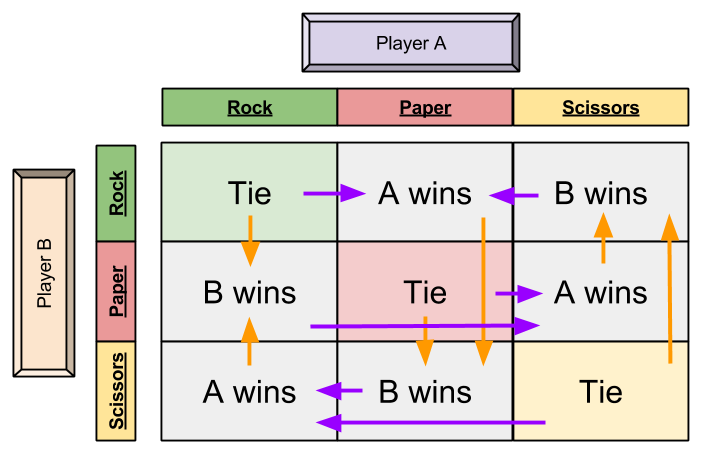 Player A
Rock Paper Scissors
Player B
Rock
Tie A wins B wins
Paper
B wins Tie A wins
Scissors
A wins B wins Tie